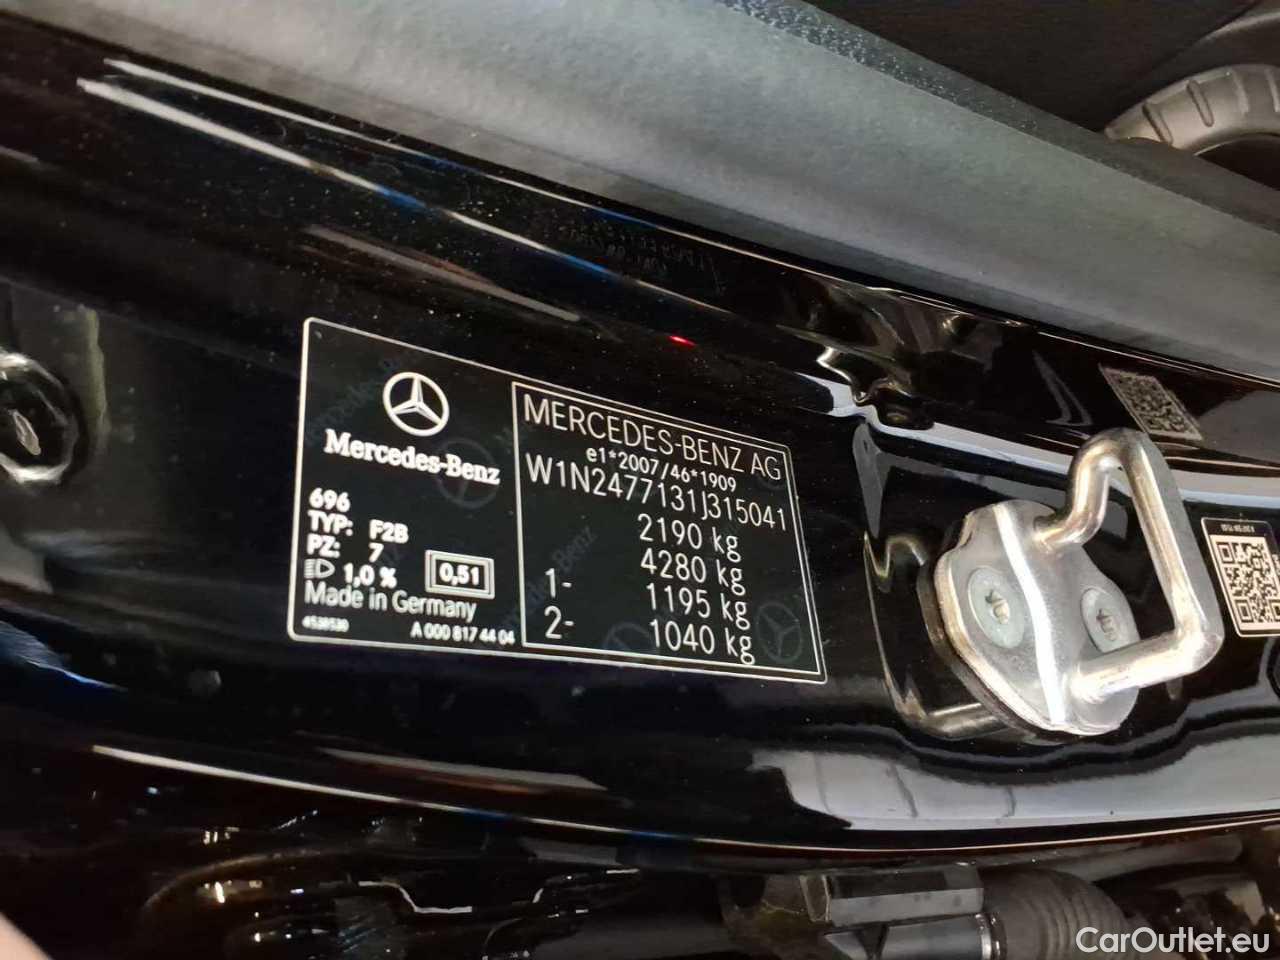 Mercedes-Benz
696
TYP: F2B
PZ: 7
1,0 % 0,51
Made in Germany
4538530 A 000 817 44 04
MERCEDES-BENZ AG
e1*2007/46*1909
W1N2477131J315041
2190 kg
4280 kg
1- 1195 kg
2- 1040 kg
CarOutlet.eu